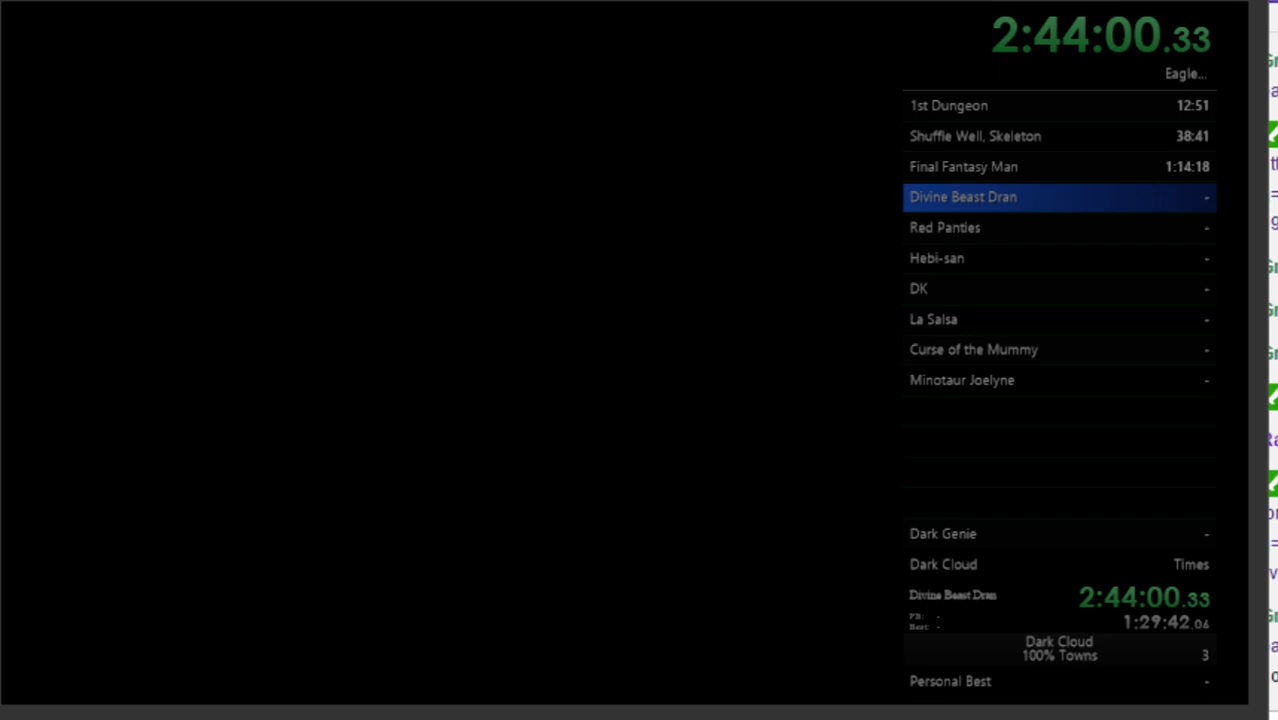 2:44:00.33
Eagle...
1st Dungeon 12:51
Shuffle Well, Skeleton 38:41
Final Fantasy Man 1:14:18
Divine Beast Dran -
Red Panties -
Hebi-san -
DK -
La Salsa -
Curse of the Mummy -
Minotaur Joelyne -
Dark Genie -
Dark Cloud Times
Divine Beast Dran 2:44:00.33
PB: -
Best: - 1:29:42.06
Dark Cloud
100% Towns 3
Personal Best -